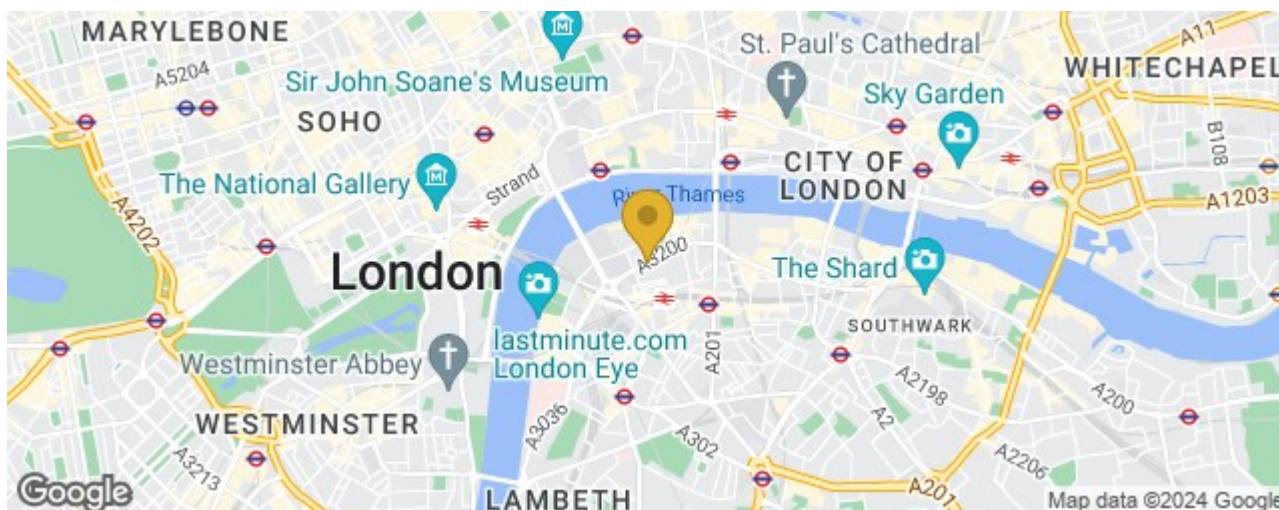 MARYLEBONE
A5204
Sir John Soane's Museum
SOHO
St. Paul's Cathedral
A11
WHITECHAPEL
Sky Garden
B108
The National Gallery
Strand
River Thames
CITY OF
LONDON
A1203
A4202
A3200
London
The Shard
SOUTHWARK
lastminute.com
London Eye
Westminster Abbey
A201
A2198
A200
WESTMINSTER
A3036
A302
A2
A3213
A2206
A201
LAMBETH
Google
Map data ©2024 Google